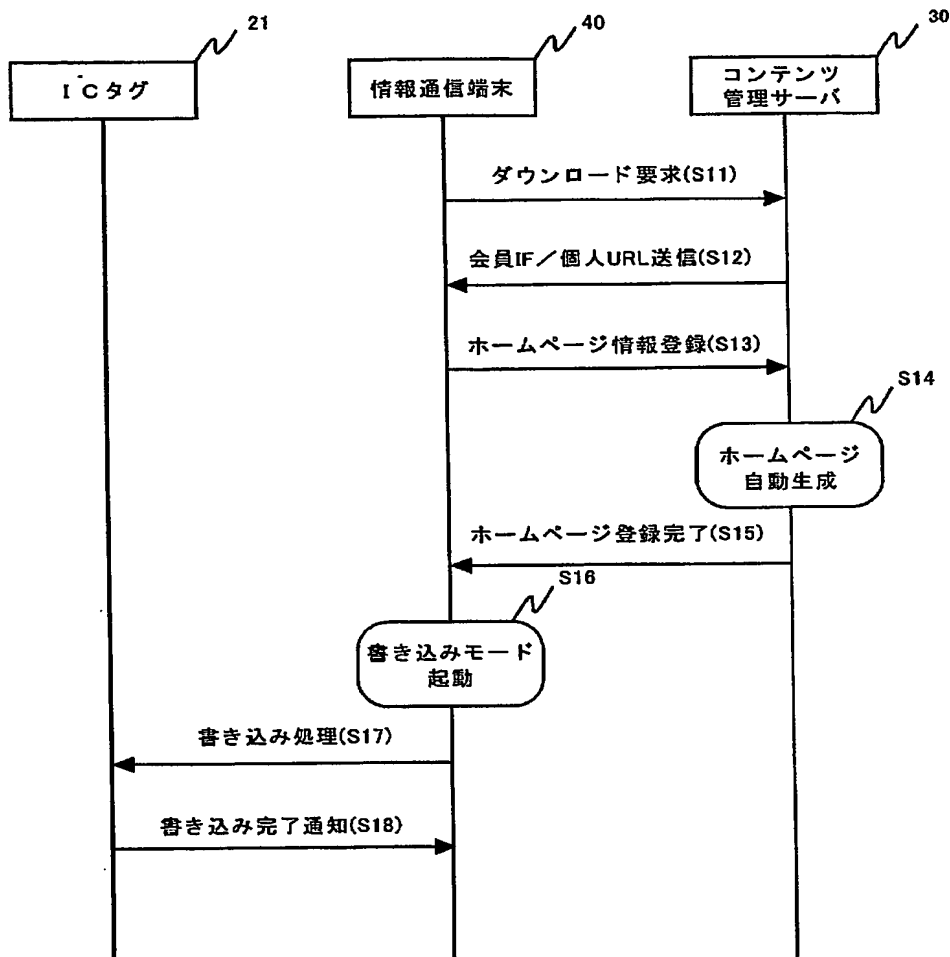 21
40
30
ICタグ
情報通信端末
コンテンツ
管理サーバ
ダウンロード要求(S11)
会員IF／個人URL送信(S12)
ホームページ情報登録(S13)
S14
ホームページ
自動生成
ホームページ登録完了(S15)
S16
書き込みモード
起動
書き込み処理(S17)
書き込み完了通知(S18)